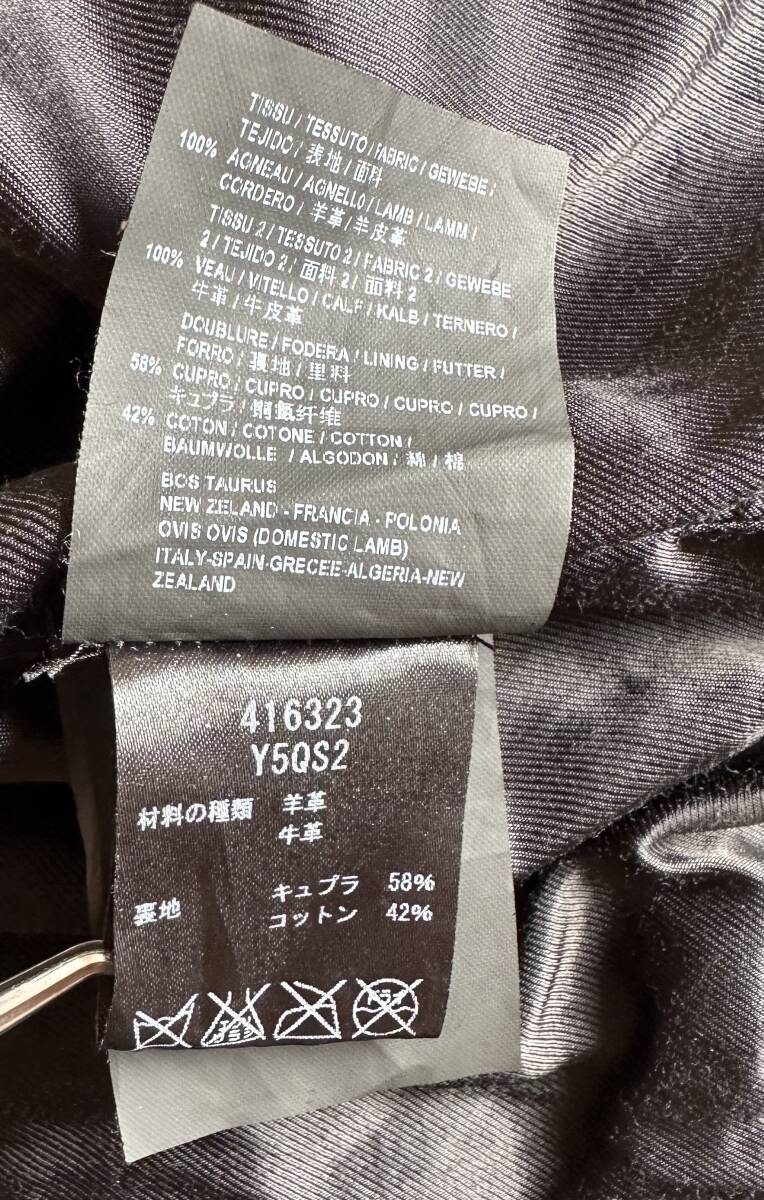 TISSU / TESSUTO / FABRIC / GEWEBE /
TEJIDO / 表地 / 面料
100% AGNEAU / AGNELLO / LAMB / LAMM /
CORDERO / 羊革 / 羊皮革
TISSU 2 / TESSUTO 2 / FABRIC 2 / GEWEBE
2 / TEJIDO 2 / 面料 2 / 面料 2
100% VEAU / VITELLO / CALF / KALB / TERNERO /
牛革 / 牛皮革
DOUBLURE / FODERA / LINING / FUTTER /
FORRO / 裏地 / 里料
58% CUPRO / CUPRO / CUPRO / CUPRO / CUPRO /
キュプラ / 铜氨纤维
42% COTON / COTONE / COTTON /
BAUMWOLLE / ALGODON / 綿 / 棉
BOS TAURUS
NEW ZELAND - FRANCIA - POLONIA
OVIS OVIS (DOMESTIC LAMB)
ITALY-SPAIN-GRECEE-ALGERIA-NEW
ZEALAND
416323
Y5QS2
材料の種類 羊革
牛革
裏地 キュプラ 58%
コットン 42%